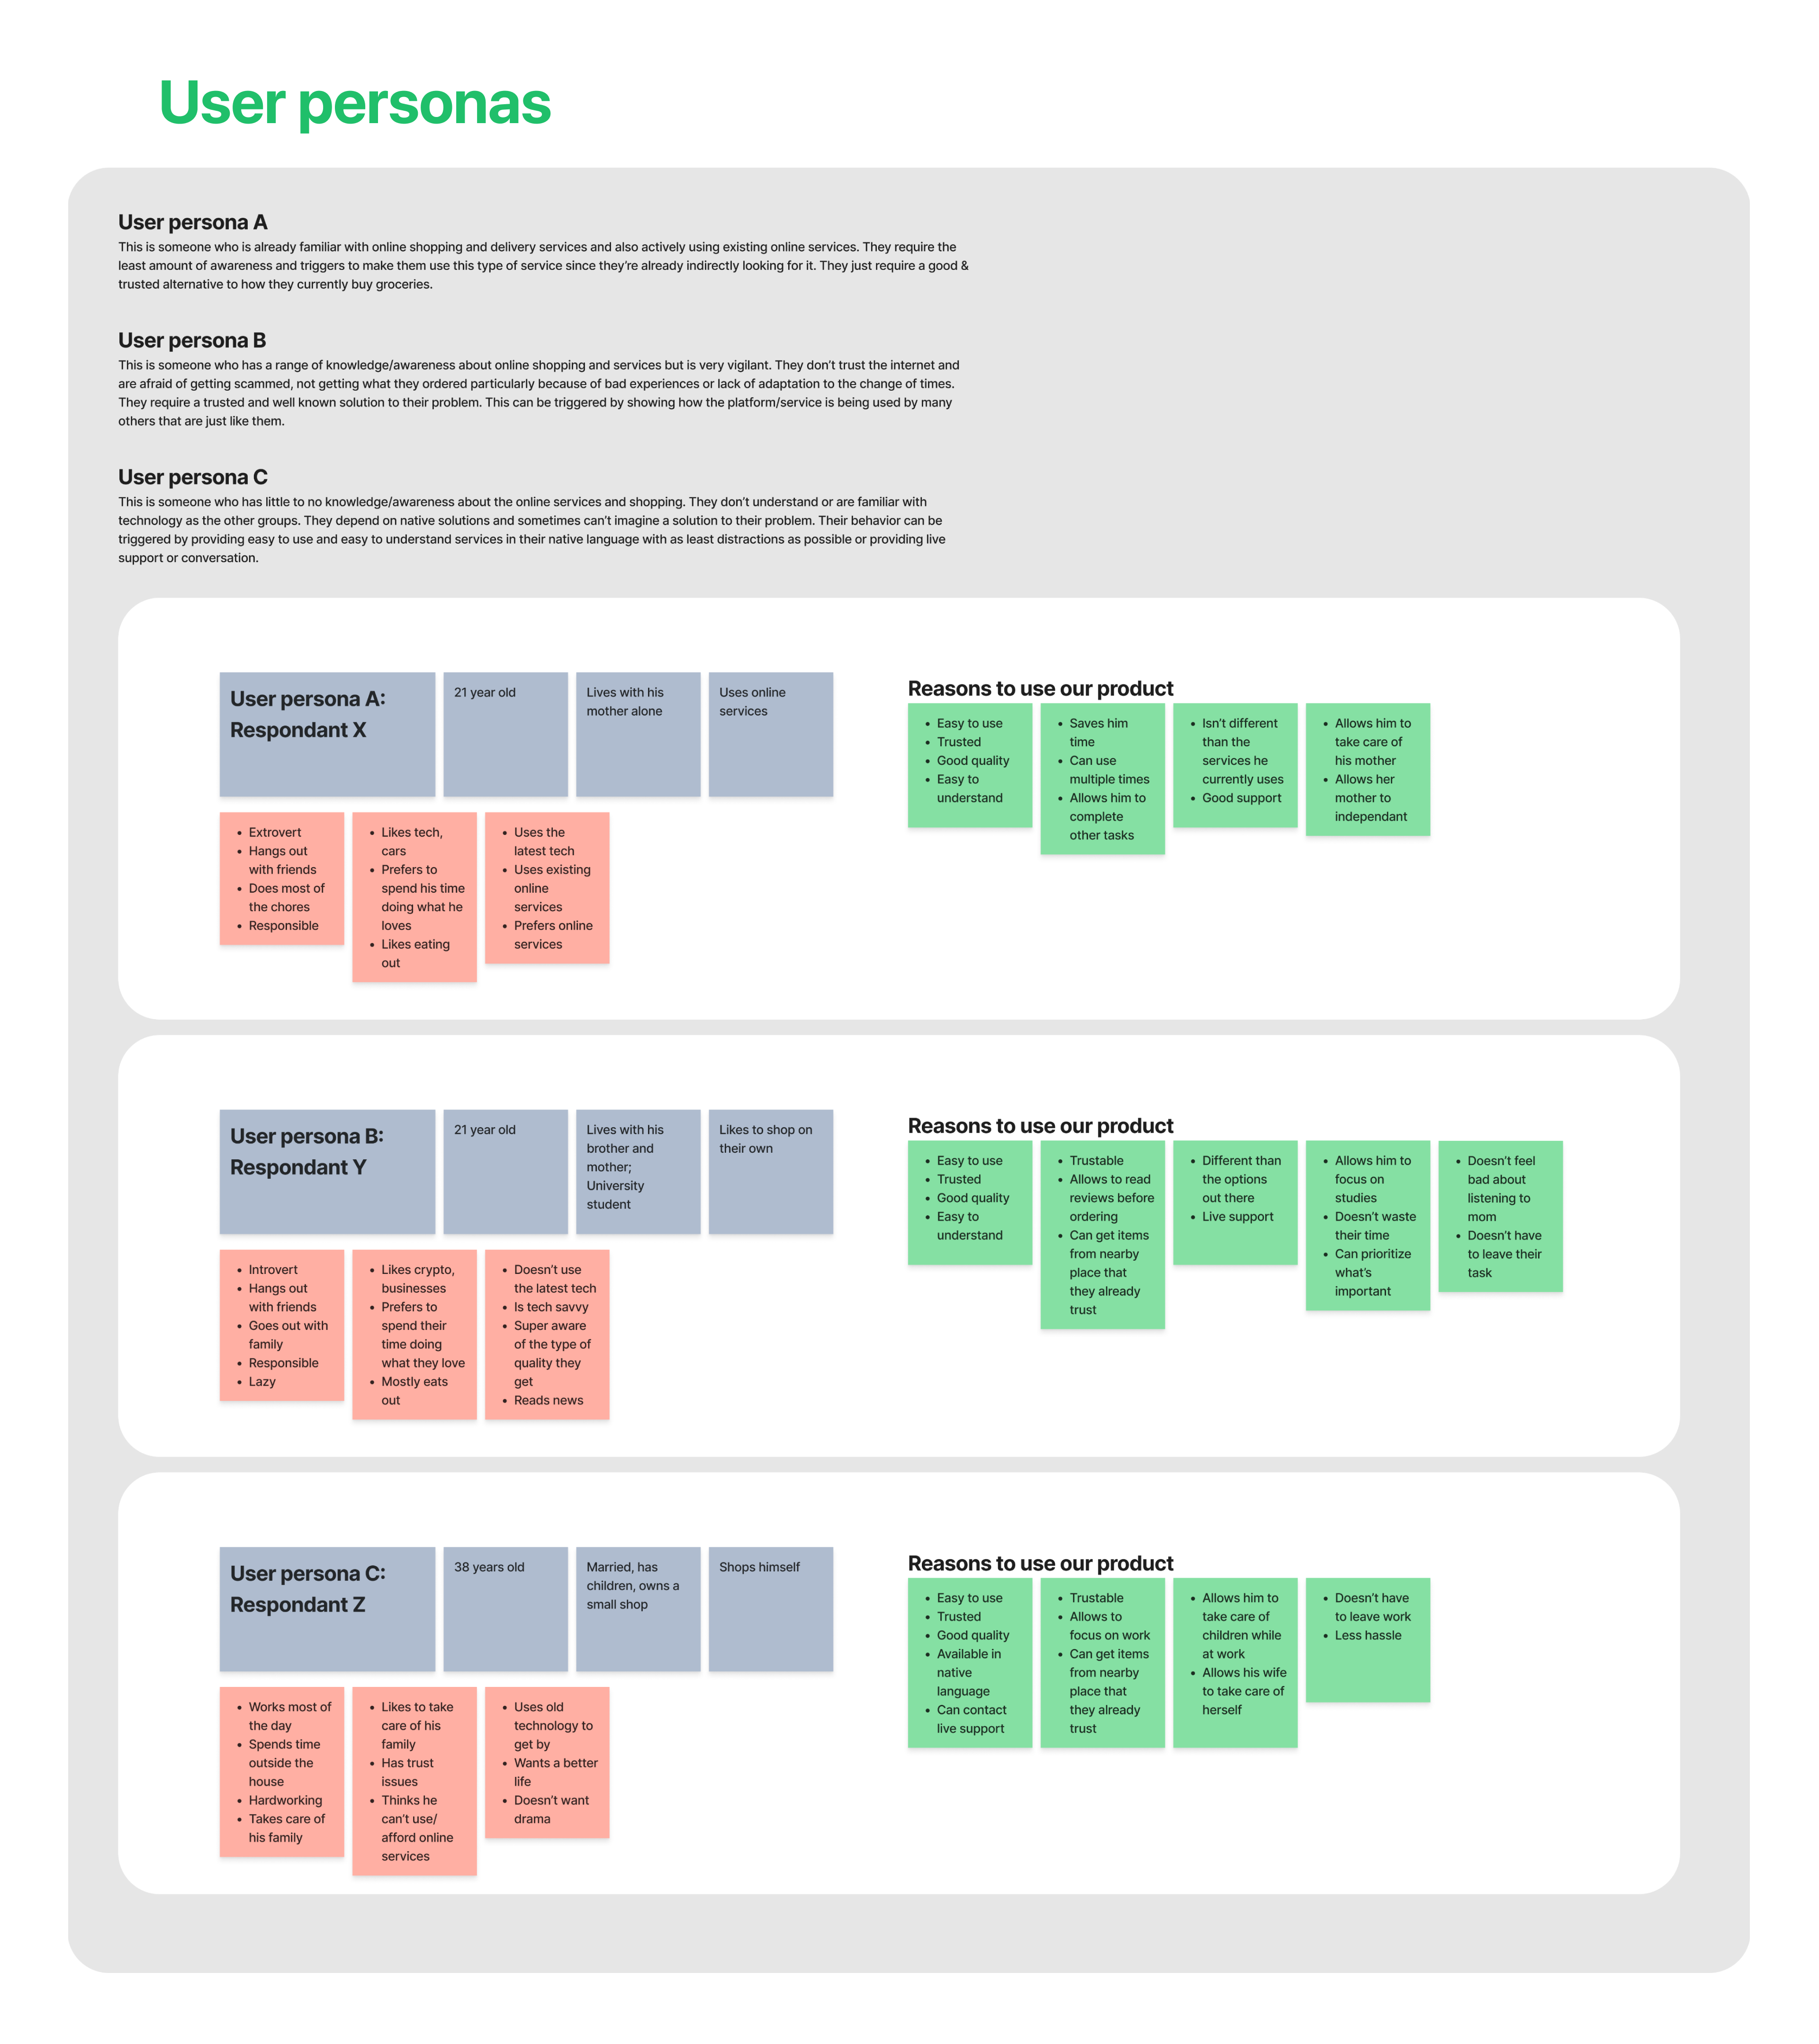 User personas
User persona A
This is someone who is already familiar with online shopping and delivery services and also actively using existing online services. They require the
least amount of awareness and triggers to make them use this type of service since they're already indirectly looking for it. They just require a good &
trusted alternative to how they currently buy groceries.
User persona B
This is someone who has a range of knowledge/awareness about online shopping and services but is very vigilant. They don't trust the internet and
are afraid of getting scammed, not getting what they ordered particularly because of bad experiences or lack of adaptation to the change of times.
They require a trusted and well known solution to their problem. This can be triggered by showing how the platform/service is being used by many
others that are just like them.
User persona C
This is someone who has little to no knowledge/awareness about the online services and shopping. They don't understand or are familiar with
technology as the other groups. They depend on native solutions and sometimes can't imagine a solution to their problem. Their behavior can be
triggered by providing easy to use and easy to understand services in their native language with as least distractions as possible or providing live
support or conversation.
User persona A:
Respondant X
21 year old
Lives with his
mother alone
Uses online
services
• Extrovert
• Hangs out
with friends
• Does most of
the chores
• Responsible
• Likes tech,
cars
• Prefers to
spend his time
doing what he
loves
• Likes eating
out
• Uses the
latest tech
• Uses existing
online
services
• Prefers online
services
Reasons to use our product
• Easy to use
• Trusted
• Good quality
• Easy to
understand
• Saves him
time
• Can use
multiple times
• Allows him to
complete
other tasks
• Isn't different
than the
services he
currently uses
• Good support
• Allows him to
take care of
his mother
• Allows her
mother to
independant
User persona B:
Respondant Y
21 year old
Lives with his
brother and
mother;
University
student
Likes to shop on
their own
• Introvert
• Hangs out
with friends
• Goes out with
family
• Responsible
• Lazy
• Likes crypto,
businesses
• Prefers to
spend their
time doing
what they love
• Mostly eats
out
• Doesn't use
the latest tech
• Is tech savvy
• Super aware
of the type of
quality they
get
• Reads news
Reasons to use our product
• Easy to use
• Trusted
• Good quality
• Easy to
understand
• Trustable
• Allows to read
reviews before
ordering
• Can get items
from nearby
place that
they already
trust
• Different than
the options
out there
• Live support
• Allows him to
focus on
studies
• Doesn't waste
their time
• Can prioritize
what's
important
• Doesn't feel
bad about
listening to
mom
• Doesn't have
to leave their
task
User persona C:
Respondant Z
38 years old
Married, has
children, owns a
small shop
Shops himself
• Works most of
the day
• Spends time
outside the
house
• Hardworking
• Takes care of
his family
• Likes to take
care of his
family
• Has trust
issues
• Thinks he
can't use/
afford online
services
• Uses old
technology to
get by
• Wants a better
life
• Doesn't want
drama
Reasons to use our product
• Easy to use
• Trusted
• Good quality
• Available in
native
language
• Can contact
live support
• Trustable
• Allows to
focus on work
• Can get items
from nearby
place that
they already
trust
• Allows him to
take care of
children while
at work
• Allows his wife
to take care of
herself
• Doesn't have
to leave work
• Less hassle